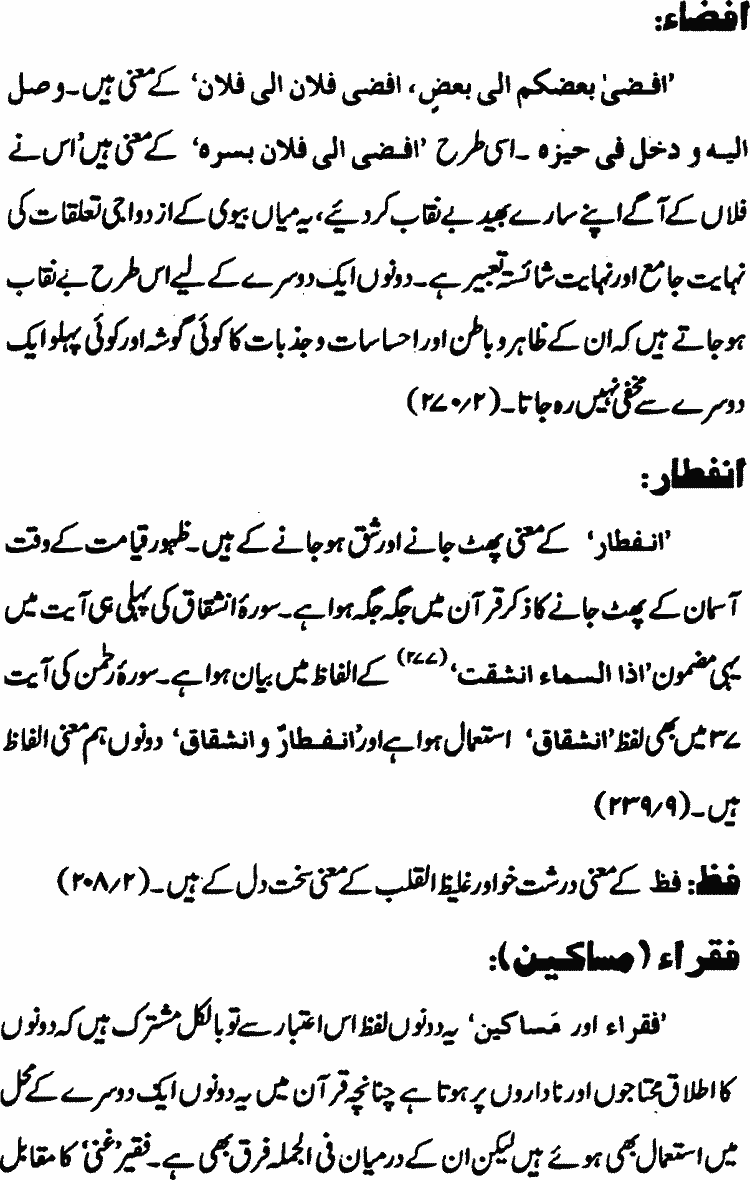 افضاء:
’افضیٰ بعضکم الی بعضٍ، افضی فلان الی فلان‘ کے معنی ہیں۔ وصل
الیہ و دخل فی حیزہ ۔ اسی طرح ’افضی الی فلان بسرہ‘ کے معنی ہیں‘ اس نے
فلاں کے آگے اپنے سارے بھید بے نقاب کر دیئے، یہ میاں بیوی کے ازدواجی تعلقات کی
نہایت جامع اور نہایت شائستہ تعبیر ہے۔ دونوں ایک دوسرے کے لیے اس طرح بے نقاب
ہو جاتے ہیں کہ ان کے ظاہر و باطن اور احساسات و جذبات کا کوئی گوشہ اور کوئی پہلو ایک
دوسرے سے مخفی نہیں رہ جاتا۔ (۲۷۰/۲)
انفطار:
’انفطار‘ کے معنی پھٹ جانے اور شق ہو جانے کے ہیں۔ ظہور قیامت کے وقت
آسمان کے پھٹ جانے کا ذکر قرآن میں جگہ جگہ ہوا ہے۔ سورۂ انشقاق کی پہلی ہی آیت میں
یہی مضمون ’اذا السماء انشقت‘ (۲۷۷) کے الفاظ میں بیان ہوا ہے۔ سورۂ رحمٰن کی آیت
۳۷ میں بھی لفظ ’انشقاق‘ استعمال ہوا ہے اور ’انفطارٌ و انشقاق‘ دونوں ہم معنی الفاظ
ہیں۔ (۲۳۹/۹)
فظ: فظ کے معنی درشت خو اور غلیظ القلب کے معنی سخت دل کے ہیں۔ (۲۰۸/۲)
فقراء (مساکین):
’فقراء اور مَساکین‘ یہ دونوں لفظ اس اعتبار سے تو بالکل مشترک ہیں کہ دونوں
کا اطلاق محتاجوں اور ناداروں پر ہوتا ہے چنانچہ قرآن میں یہ دونوں ایک دوسرے کے محل
میں استعمال بھی ہوئے ہیں لیکن ان کے درمیان فی الجملہ فرق بھی ہے۔ فقیر ’غنی‘ کا مقابل